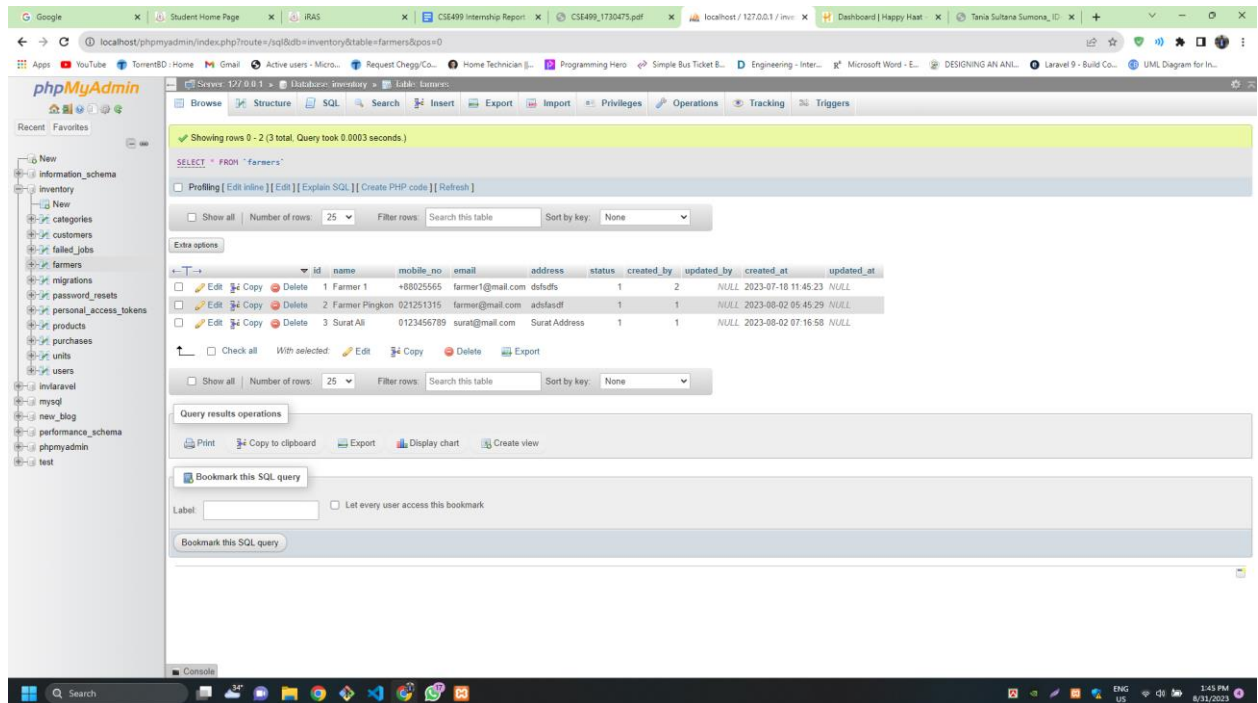 Google Student Home Page iRAS CSE499 Internship Report CSE499_1730475.pdf localhost / 127.0.0.1 / inve Dashboard | Happy Haat - Tania Sultana Sumona_ ID-
localhost/phpmyadmin/index.php?route=/sql&db=inventory&table=farmers&pos=0
Apps YouTube TorrentBD : Home Gmail Active users - Micro... Request Chegg/Co... Home Technician ||... Programming Hero Simple Bus Ticket B... Engineering - Inter... Microsoft Word - E... DESIGNING AN ANI... Laravel 9 - Build Co... UML Diagram for In...
phpMyAdmin
Recent Favorites
New
information_schema
inventory
New
categories
customers
failed_jobs
farmers
migrations
password_resets
personal_access_tokens
products
purchases
units
users
invlaravel
mysql
new_blog
performance_schema
phpmyadmin
test
Server: 127.0.0.1 » Database: inventory » Table: farmers
Browse Structure SQL Search Insert Export Import Privileges Operations Tracking Triggers
Showing rows 0 - 2 (3 total, Query took 0.0003 seconds.)
SELECT * FROM `farmers`
Profiling [ Edit inline ] [ Edit ] [ Explain SQL ] [ Create PHP code ] [ Refresh ]
Show all | Number of rows: 25 Filter rows: Search this table Sort by key: None
Extra options
←T→ id name mobile_no email address status created_by updated_by created_at updated_at
Edit Copy Delete 1 Farmer 1 +88025565 farmer1@mail.com dsfsdfs 1 2 NULL 2023-07-18 11:45:23 NULL
Edit Copy Delete 2 Farmer Pingkon 021251315 farmer@mail.com adsfasdf 1 1 NULL 2023-08-02 05:45:29 NULL
Edit Copy Delete 3 Surat Ali 0123456789 surat@mail.com Surat Address 1 1 NULL 2023-08-02 07:16:58 NULL
Check all With selected: Edit Copy Delete Export
Show all | Number of rows: 25 Filter rows: Search this table Sort by key: None
Query results operations
Print Copy to clipboard Export Display chart Create view
Bookmark this SQL query
Label: Let every user access this bookmark
Bookmark this SQL query
Console
Search 34° ENG US 1:45 PM 8/31/2023